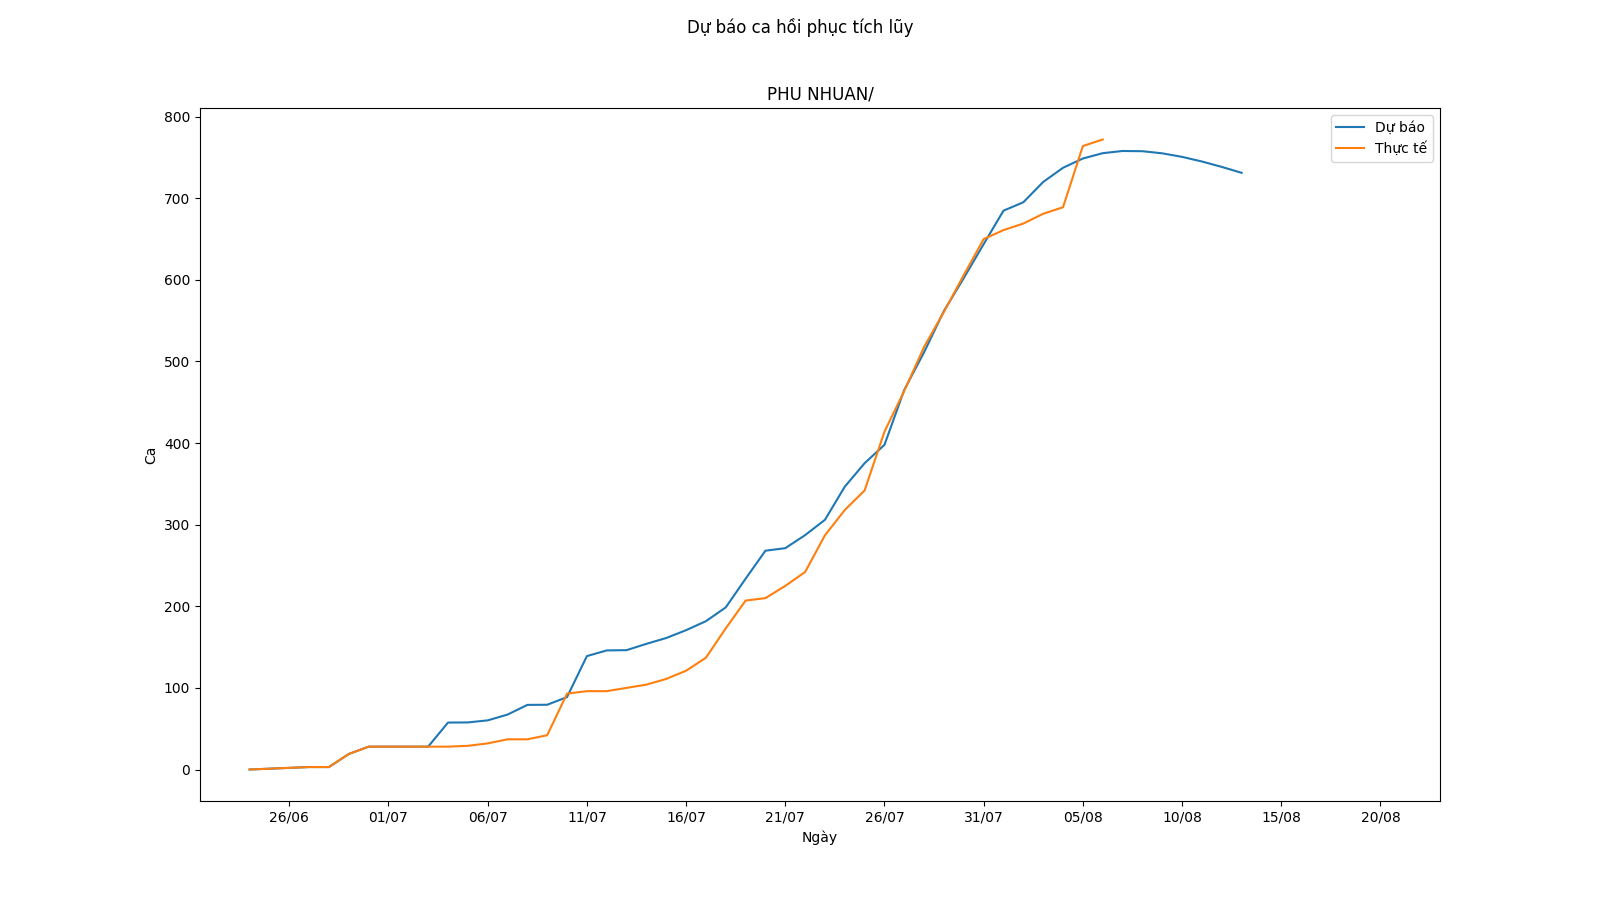 Dự báo ca hồi phục tích lũy
PHU NHUAN/
Dự báo
Thực tế
800
700
600
500
400
300
200
100
0
Ca
26/06 01/07 06/07 11/07 16/07 21/07 26/07 31/07 05/08 10/08 15/08 20/08
Ngày